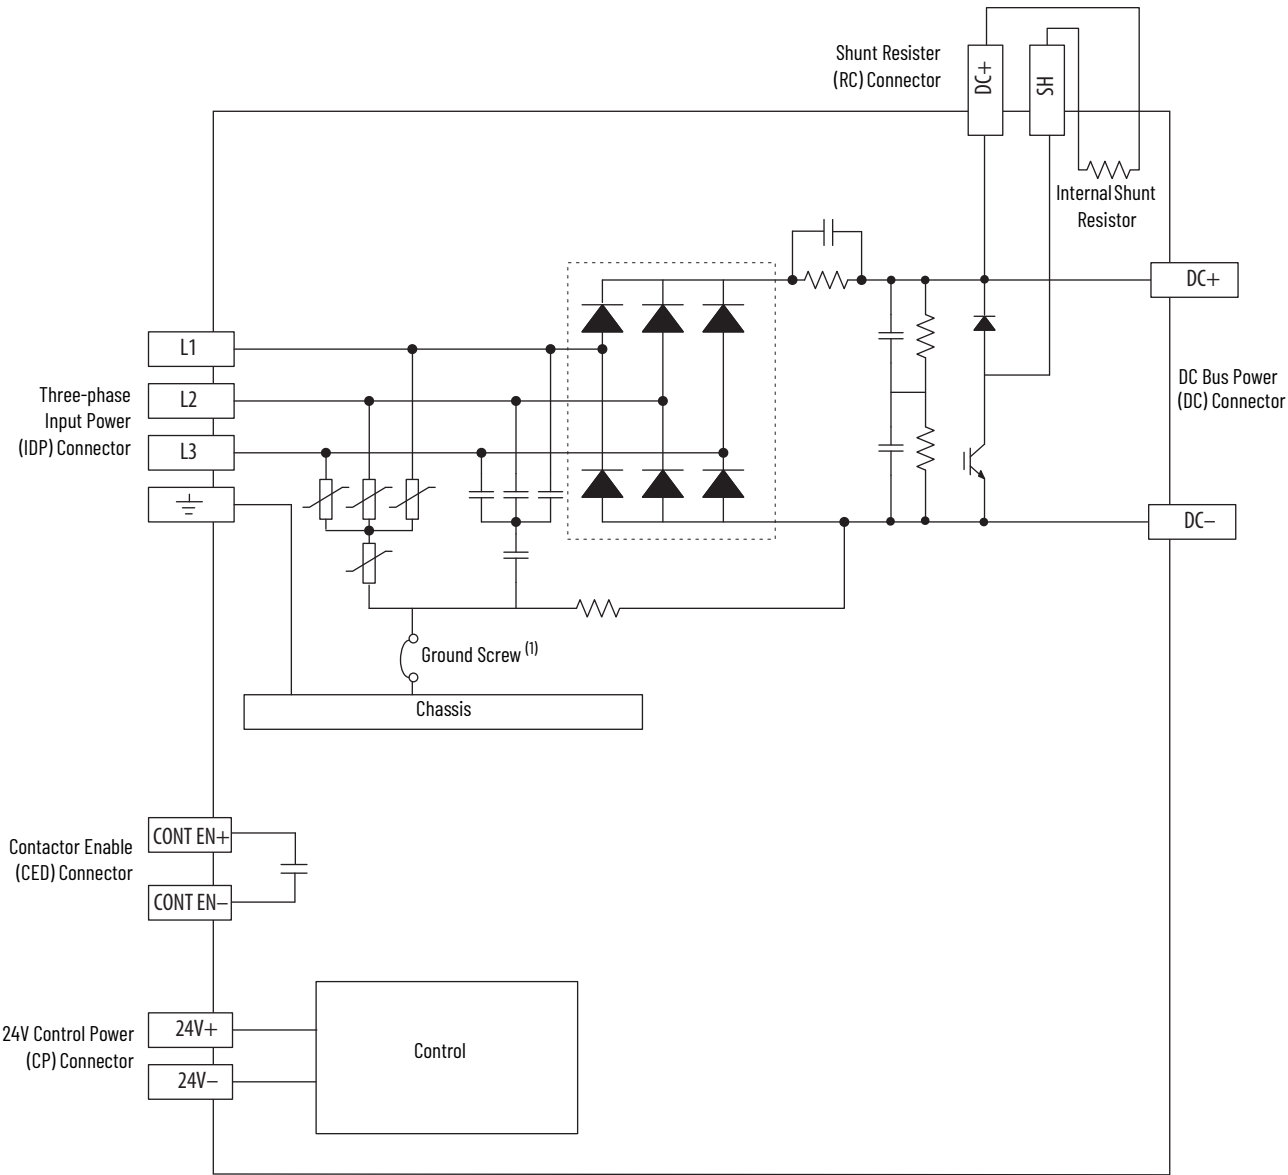 Shunt Resister
(RC) Connector
DC+
SH
Internal Shunt
Resistor
DC+
L1
L2
L3
Three-phase
Input Power
(IDP) Connector
DC Bus Power
(DC) Connector
DC−
Ground Screw (1)
Chassis
Contactor Enable
(CED) Connector
CONT EN+
CONT EN−
24V Control Power
(CP) Connector
24V+
24V−
Control